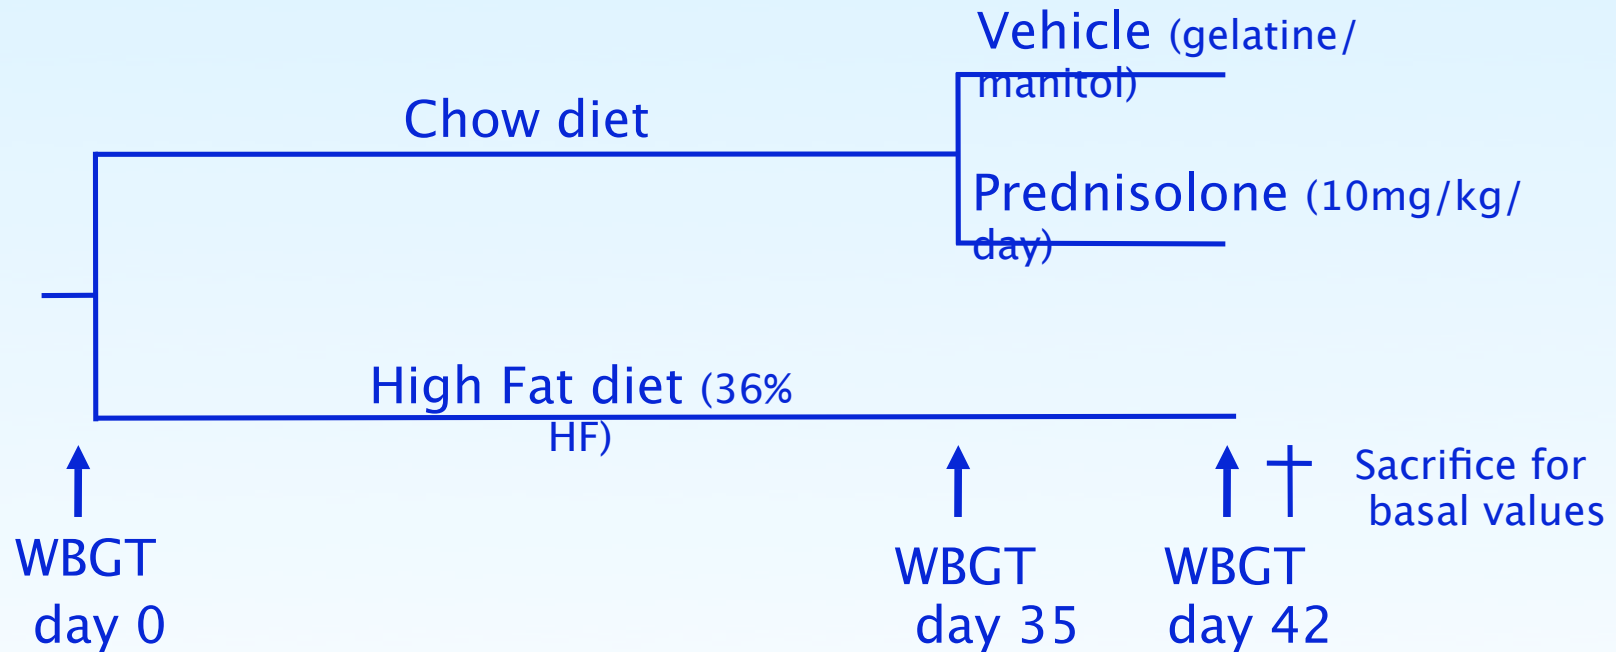 Vehicle (gelatine/
manitol)
Chow diet
Prednisolone (10mg/kg/
day)
High Fat diet (36%
HF)
Sacrifice for
basal values
WBGT
day 0
WBGT
day 35
WBGT
day 42